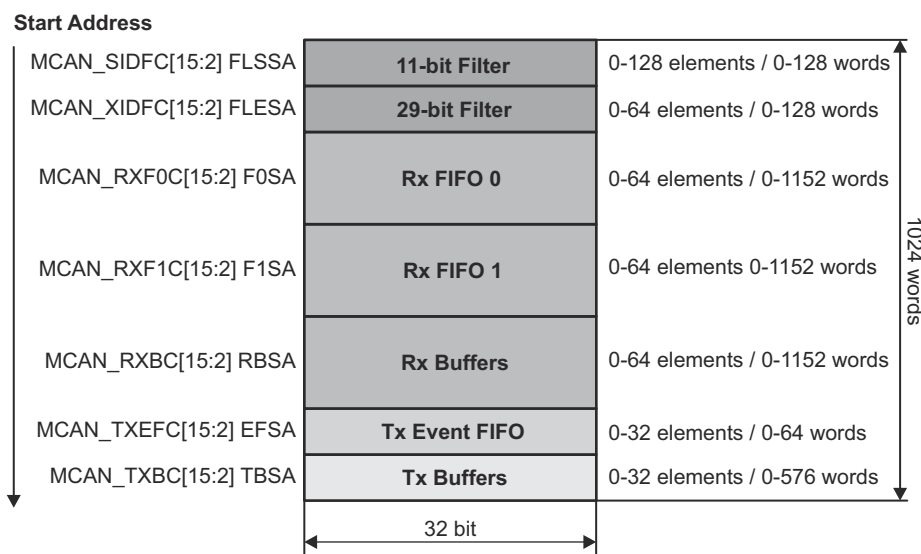 Start Address
MCAN_SIDFC[15:2] FLSSA 11-bit Filter 0-128 elements / 0-128 words
MCAN_XIDFC[15:2] FLESA 29-bit Filter 0-64 elements / 0-128 words
MCAN_RXF0C[15:2] F0SA Rx FIFO 0 0-64 elements / 0-1152 words
MCAN_RXF1C[15:2] F1SA Rx FIFO 1 0-64 elements 0-1152 words
1024 words
MCAN_RXBC[15:2] RBSA Rx Buffers 0-64 elements / 0-1152 words
MCAN_TXEFC[15:2] EFSA Tx Event FIFO 0-32 elements / 0-64 words
MCAN_TXBC[15:2] TBSA Tx Buffers 0-32 elements / 0-576 words
32 bit